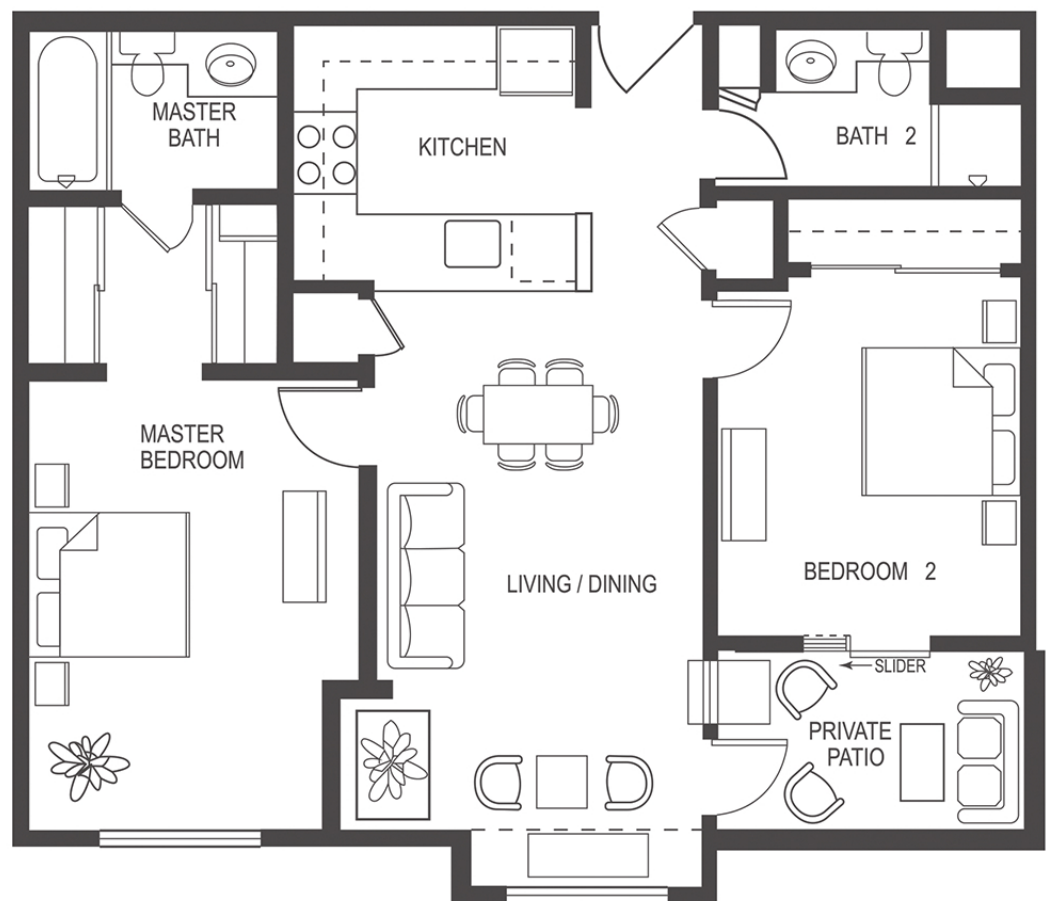 MASTER
BATH
KITCHEN
BATH 2
MASTER
BEDROOM
LIVING / DINING
BEDROOM 2
SLIDER
PRIVATE
PATIO